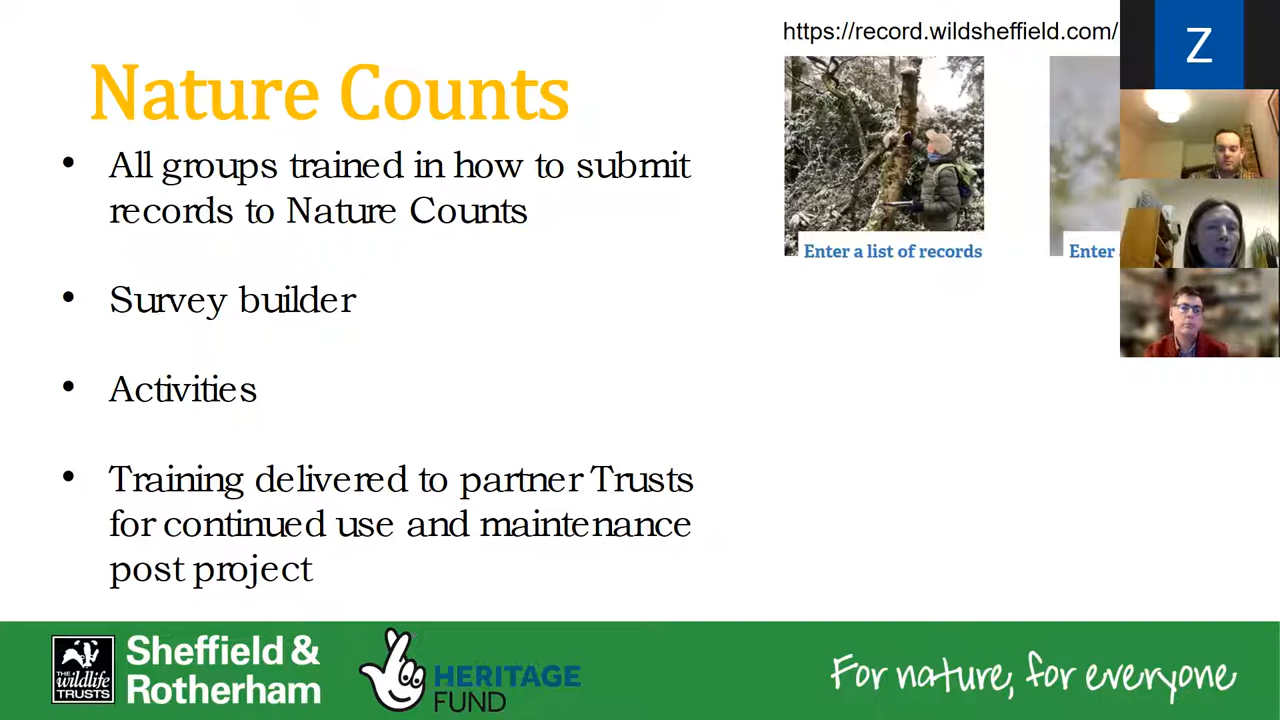 https://record.wildsheffield.com/
Z
Nature Counts
• All groups trained in how to submit
records to Nature Counts
• Survey builder
• Activities
• Training delivered to partner Trusts
for continued use and maintenance
post project
Enter a list of records
Enter
THE
wildlife
TRUSTS
Sheffield &
Rotherham
HERITAGE
FUND
For nature, for everyone